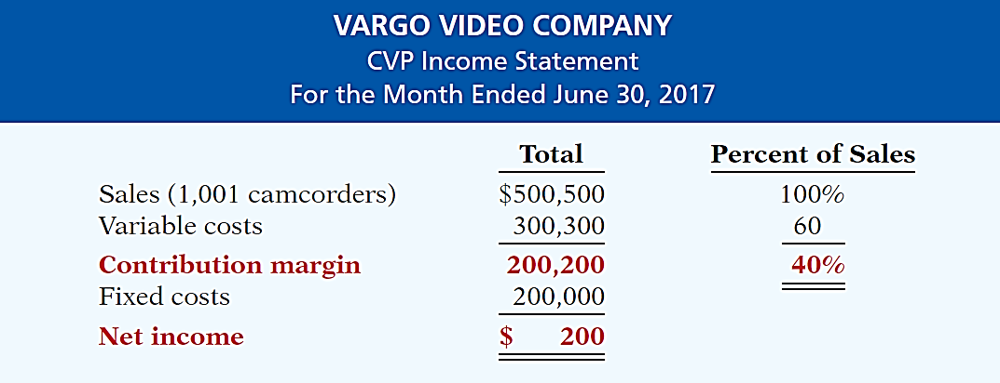 VARGO VIDEO COMPANY
CVP Income Statement
For the Month Ended June 30, 2017
Total Percent of Sales
Sales (1,001 camcorders) $500,500 100%
Variable costs 300,300 60
Contribution margin 200,200 40%
Fixed costs 200,000
Net income $ 200